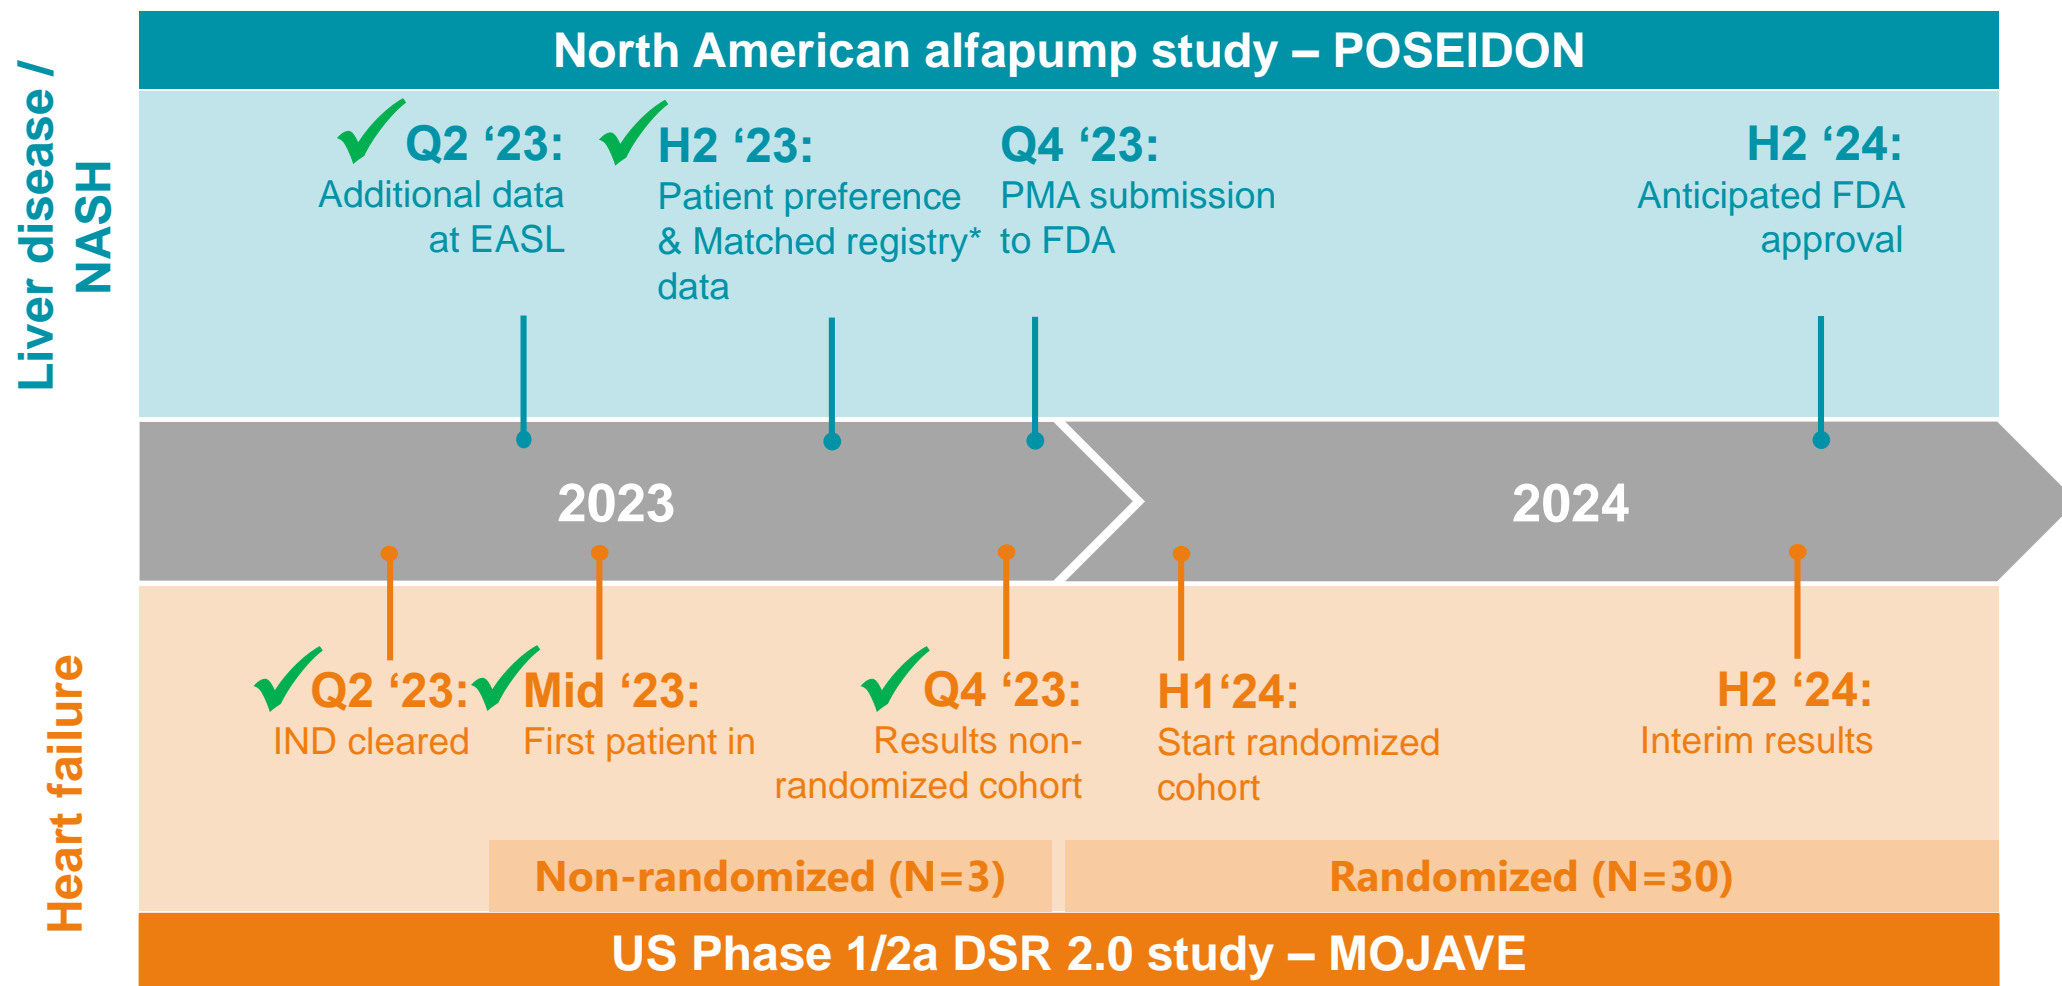 North American alfapump study – POSEIDON
Liver disease /
NASH
Q2 ‘23:
Additional data
at EASL
H2 ‘23:
Patient preference
& Matched registry*
data
Q4 ‘23:
PMA submission
to FDA
H2 ‘24:
Anticipated FDA
approval
2023
2024
Heart failure
Q2 ‘23:
IND cleared
Mid ‘23:
First patient in
Q4 ‘23:
Results non-
randomized cohort
H1‘24:
Start randomized
cohort
H2 ‘24:
Interim results
Non-randomized (N=3)
Randomized (N=30)
US Phase 1/2a DSR 2.0 study – MOJAVE